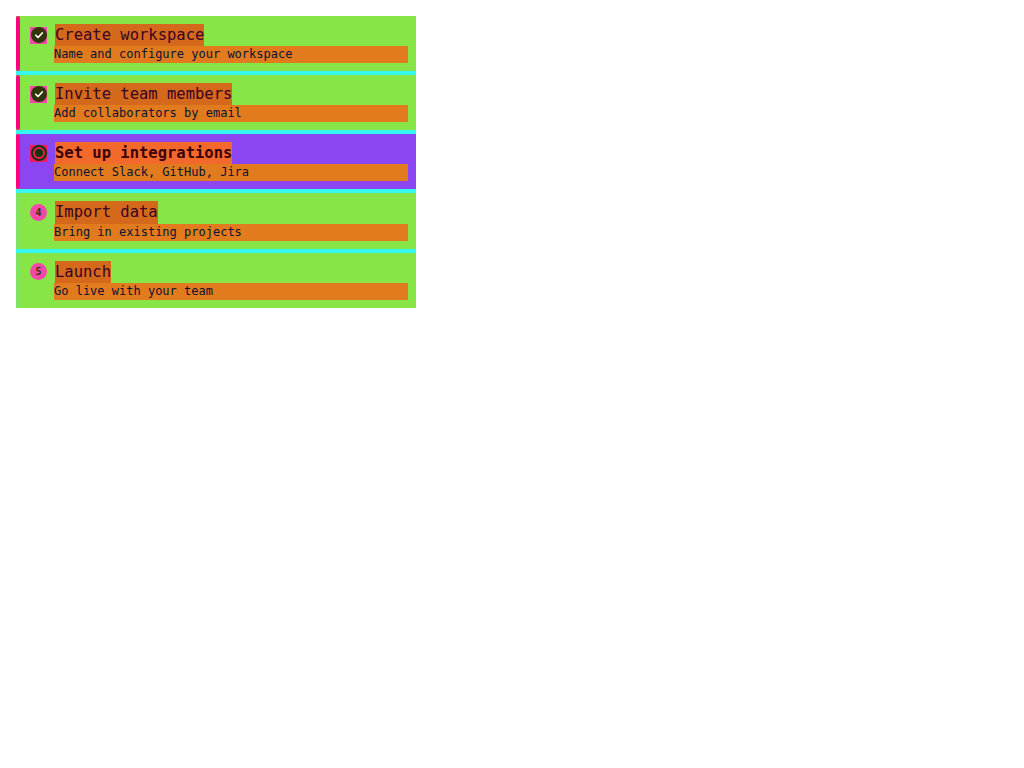 Create workspace
Name and configure your workspace
Invite team members
Add collaborators by email
Set up integrations
Connect Slack, GitHub, Jira
4 Import data
Bring in existing projects
5 Launch
Go live with your team